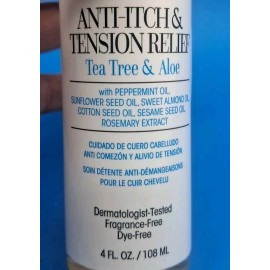 ANTI-ITCH &
TENSION RELIEF
Tea Tree & Aloe
with PEPPERMINT OIL,
SUNFLOWER SEED OIL, SWEET ALMOND OIL,
COTTON SEED OIL, SESAME SEED OIL,
ROSEMARY EXTRACT
CUIDADO DE CUERO CABELLUDO
ANTI COMEZÓN Y ALIVIO DE TENSIÓN
SOIN DÉTENTE ANTI-DÉMANGEAISONS
POUR LE CUIR CHEVELU
Dermatologist-Tested
Fragrance-Free
Dye-Free
4 FL. OZ. / 108 ML